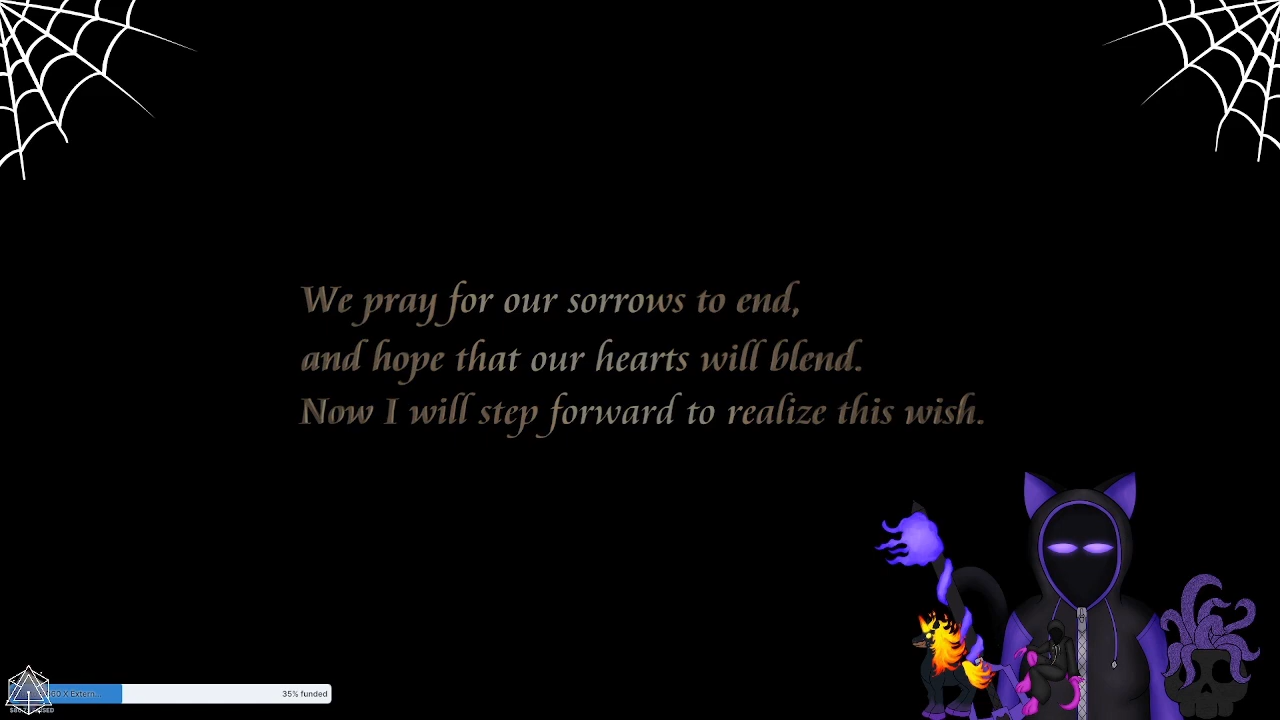 We pray for our sorrows to end,
and hope that our hearts will blend.
Now I will step forward to realize this wish.
35% funded